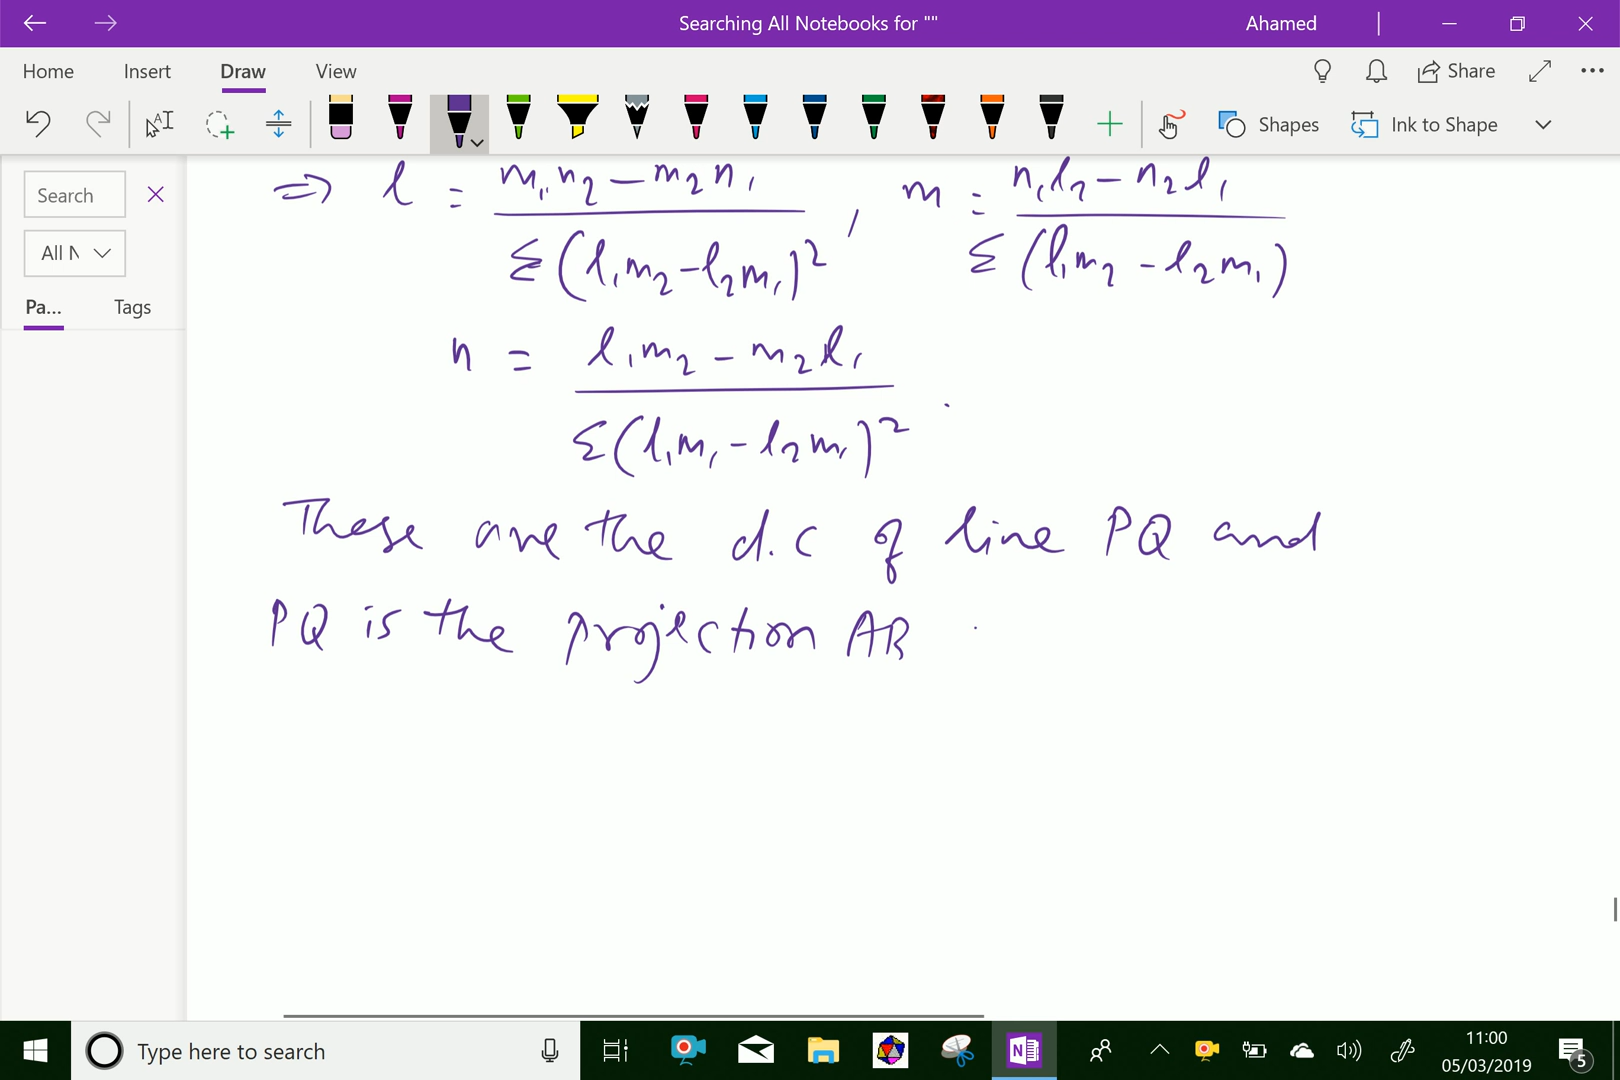 Searching All Notebooks for ""
Ahamed
Home Insert Draw View
Share
Shapes
Ink to Shape
Search
All N
Pa... Tags
⇒ l = (m₁n₂ − m₂n₁) / Σ(l₁m₂ − l₂m₁)² , m = (n₁l₂ − n₂l₁) / Σ(l₁m₂ − l₂m₁)
n = (l₁m₂ − m₂l₁) / Σ(l₁m₁ − l₂m₁)² .
These are the d.c of line PQ and
PQ is the projection AB .
Type here to search
N
11:00
05/03/2019
5